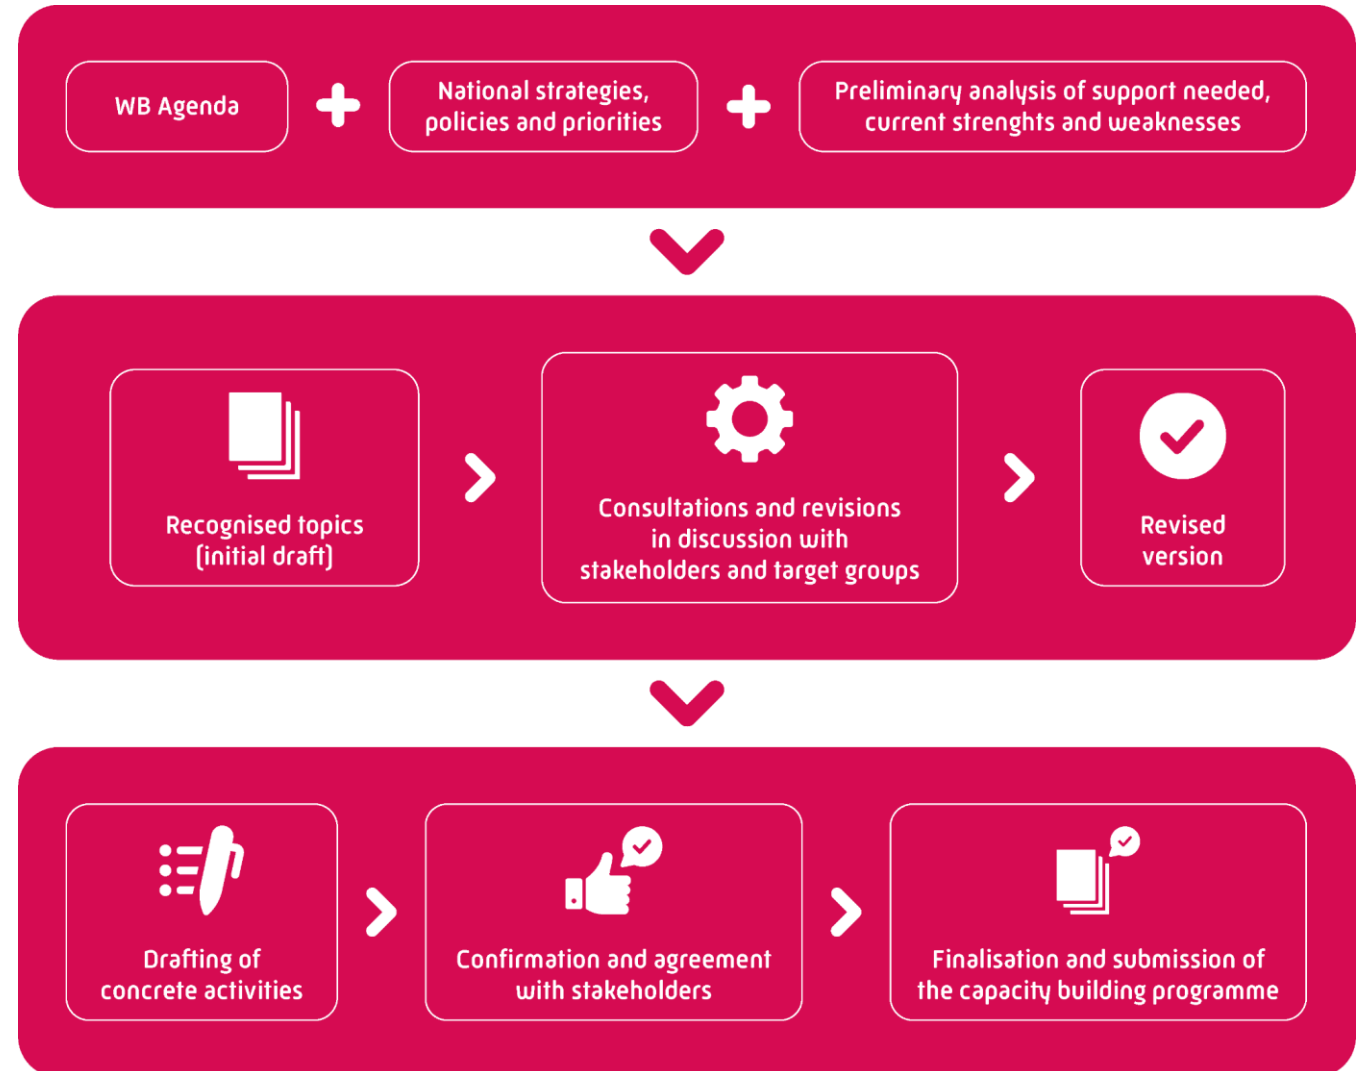 WB Agenda
National strategies,
policies and priorities
Preliminary analysis of support needed,
current strenghts and weaknesses
Recognised topics
(initial draft)
Consultations and revisions
in discussion with
stakeholders and target groups
Revised
version
Drafting of
concrete activities
Confirmation and agreement
with stakeholders
Finalisation and submission of
the capacity building programme